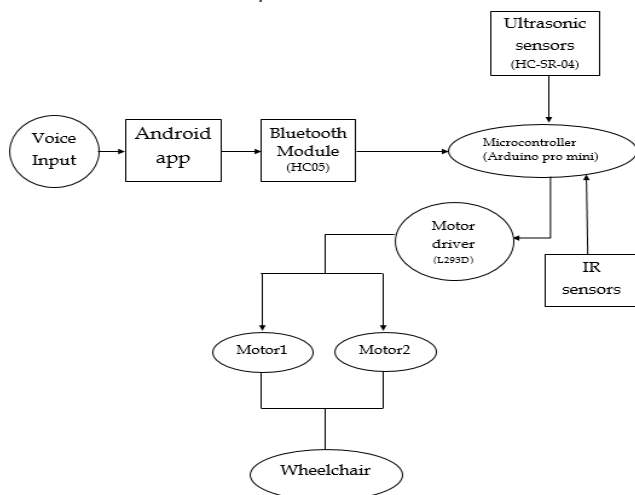 Ultrasonic
sensors
(HC-SR-04)
Voice
Input
Android
app
Bluetooth
Module
(HC05)
Microcontroller
(Arduino pro mini)
Motor
driver
(L293D)
IR
sensors
Motor1
Motor2
Wheelchair